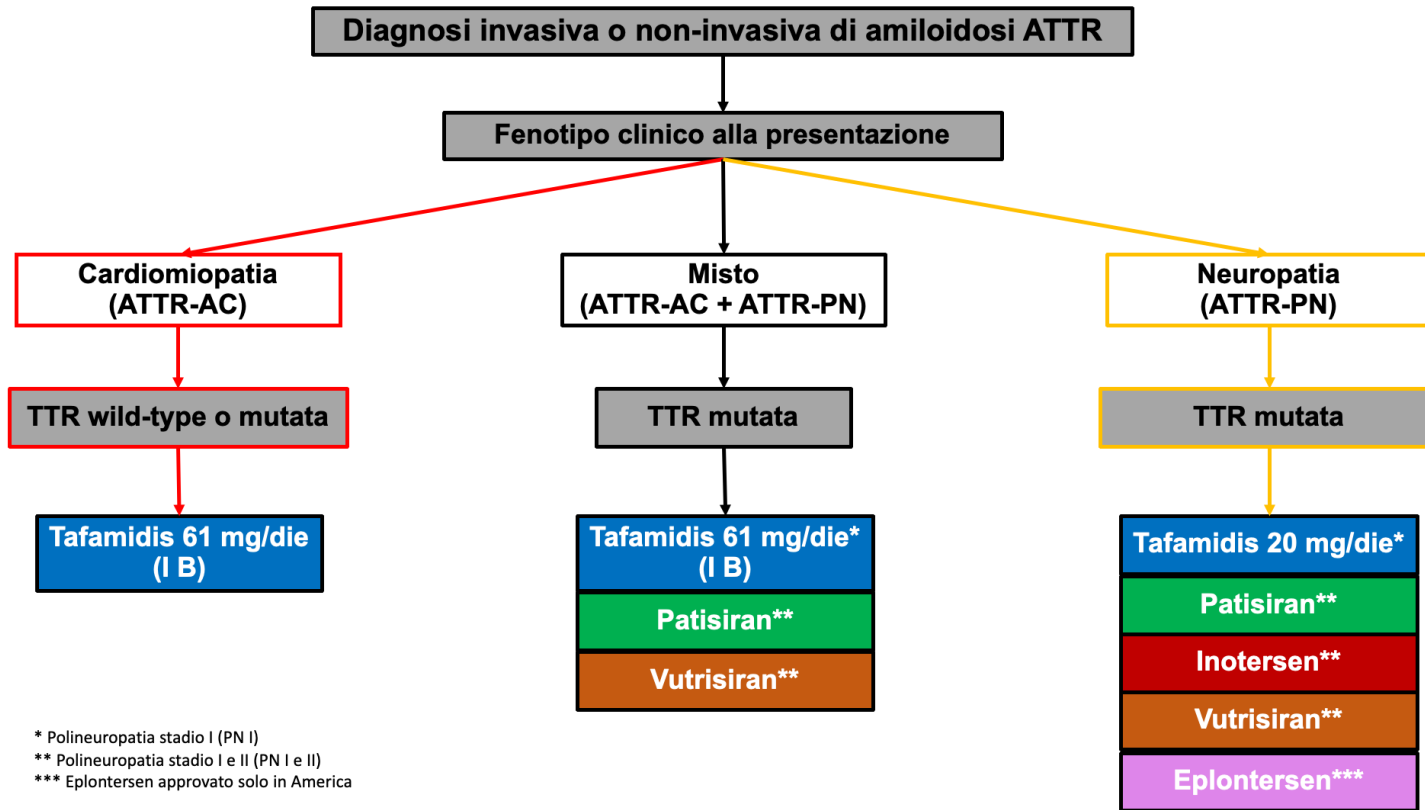 Diagnosi invasiva o non-invasiva di amiloidosi ATTR
Fenotipo clinico alla presentazione
Cardiomiopatia
(ATTR-AC)
Misto
(ATTR-AC + ATTR-PN)
Neuropatia
(ATTR-PN)
TTR wild-type o mutata
TTR mutata
TTR mutata
Tafamidis 61 mg/die
(I B)
Tafamidis 61 mg/die*
(I B)
Patisiran**
Vutrisiran**
Tafamidis 20 mg/die*
Patisiran**
Inotersen**
Vutrisiran**
Eplontersen***
* Polineuropatia stadio I (PN I)
** Polineuropatia stadio I e II (PN I e II)
*** Eplontersen approvato solo in America